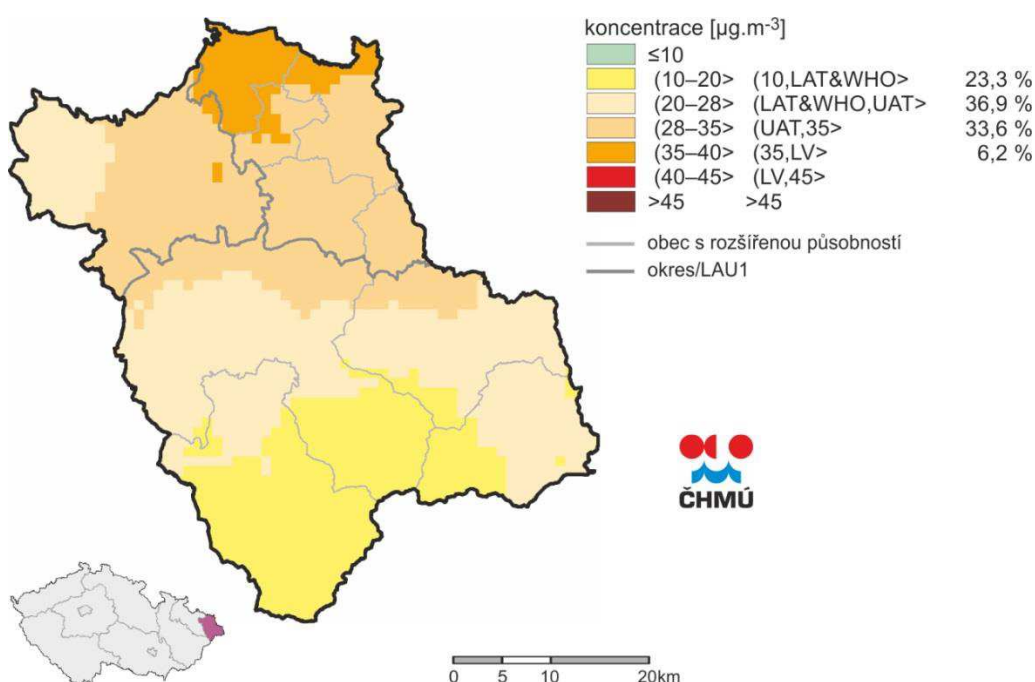 koncentrace [µg.m⁻³]
≤10
(10–20> (10,LAT&WHO> 23,3 %
(20–28> (LAT&WHO,UAT> 36,9 %
(28–35> (UAT,35> 33,6 %
(35–40> (35,LV> 6,2 %
(40–45> (LV,45>
>45 >45
obec s rozšířenou působností
okres/LAU1
ČHMÚ
0 5 10 20km